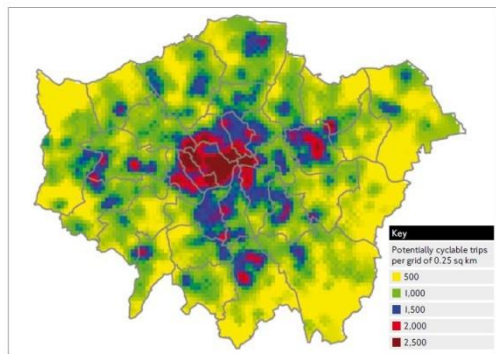 Key
Potentially cyclable trips
per grid of 0.25 sq km
500
1,000
1,500
2,000
2,500